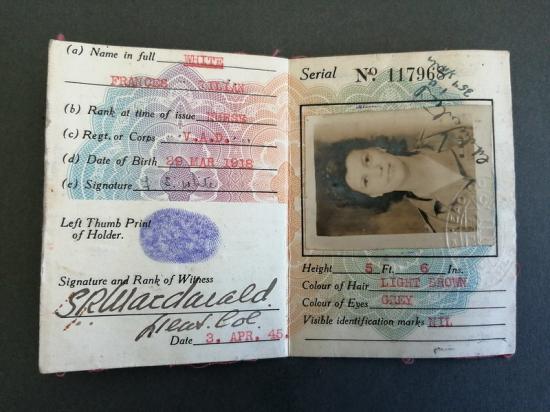 (a) Name in full WHITE
FRANCES LILIAN
(b) Rank at time of issue NURSE
(c) Regt. or Corps V.A.D.
(d) Date of Birth 29 MAR 1918
(e) Signature
Left Thumb Print
of Holder.
Signature and Rank of Witness
S.R. Macdonald.
Lieut. Col.
Date 3. APR. 45.
Serial Nº 117968
Height 5 Ft. 6 Ins.
Colour of Hair LIGHT BROWN
Colour of Eyes GREY
Visible identification marks NIL